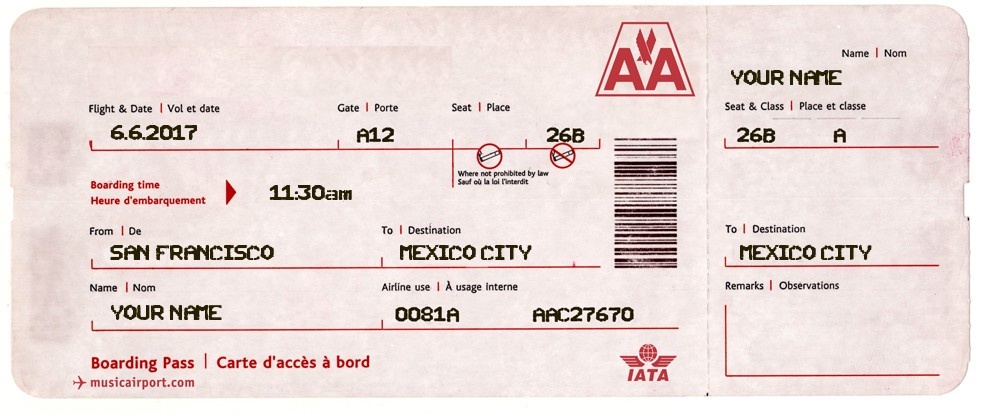 AA
Name | Nom
YOUR NAME
Flight & Date | Vol et date
Gate | Porte
Seat | Place
Seat & Class | Place et classe
6.6.2017
A12
26B
26B A
Where not prohibited by law
Sauf où la loi l'interdit
Boarding time
Heure d'embarquement
11:30am
From | De
To | Destination
To | Destination
SAN FRANCISCO
MEXICO CITY
MEXICO CITY
Name | Nom
Airline use | À usage interne
Remarks | Observations
YOUR NAME
0081A
AAC27670
Boarding Pass | Carte d'accès à bord
musicairport.com
IATA